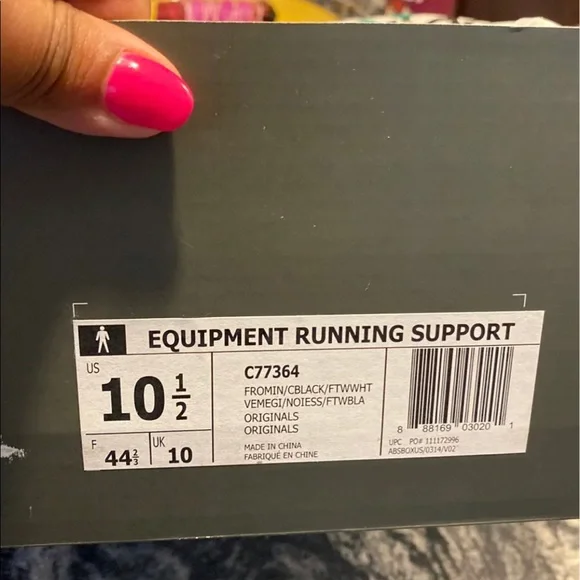 EQUIPMENT RUNNING SUPPORT
US
10 1/2
F
44 2/3
UK
10
C77364
FROMIN/CBLACK/FTWWHT
VEMEGI/NOIESS/FTWBLA
ORIGINALS
ORIGINALS
MADE IN CHINA
FABRIQUÉ EN CHINE
8 88169 03020 1
UPC PO# 111172996
ABSBOXUS/0314/V02